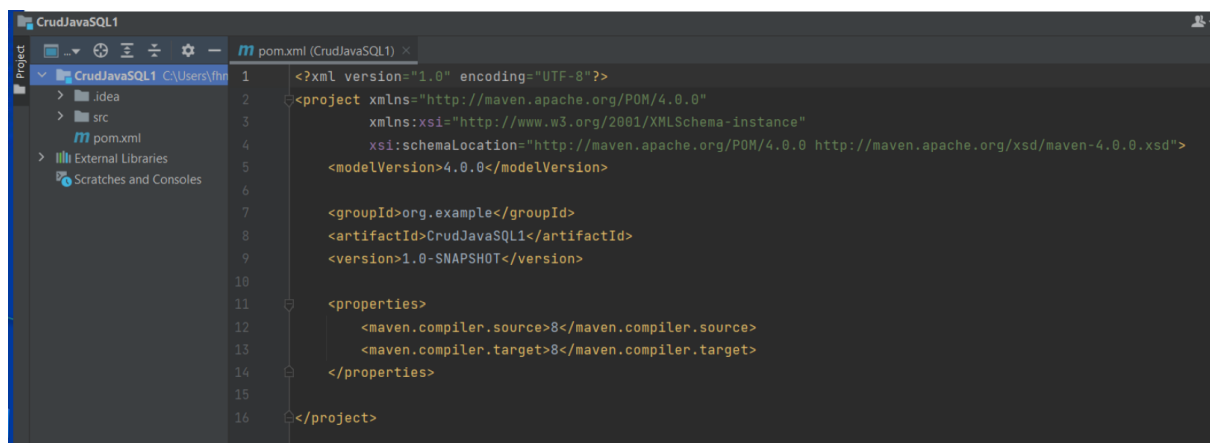 CrudJavaSQL1
Project
pom.xml (CrudJavaSQL1)
CrudJavaSQL1 C:\Users\fhn
.idea
src
pom.xml
External Libraries
Scratches and Consoles
1 <?xml version="1.0" encoding="UTF-8"?>
2 <project xmlns="http://maven.apache.org/POM/4.0.0"
3 xmlns:xsi="http://www.w3.org/2001/XMLSchema-instance"
4 xsi:schemaLocation="http://maven.apache.org/POM/4.0.0 http://maven.apache.org/xsd/maven-4.0.0.xsd">
5 <modelVersion>4.0.0</modelVersion>
6
7 <groupId>org.example</groupId>
8 <artifactId>CrudJavaSQL1</artifactId>
9 <version>1.0-SNAPSHOT</version>
10
11 <properties>
12 <maven.compiler.source>8</maven.compiler.source>
13 <maven.compiler.target>8</maven.compiler.target>
14 </properties>
15
16 </project>